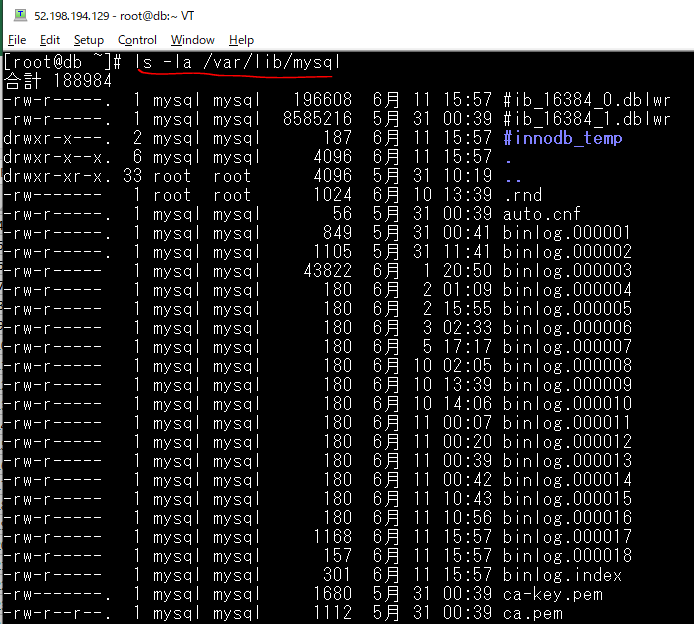 52.198.194.129 - root@db:~ VT
File Edit Setup Control Window Help
[root@db ~]# ls -la /var/lib/mysql
合計 188984
-rw-r-----. 1 mysql mysql 196608 6月 11 15:57 #ib_16384_0.dblwr
-rw-r-----. 1 mysql mysql 8585216 5月 31 00:39 #ib_16384_1.dblwr
drwxr-x---. 2 mysql mysql 187 6月 11 15:57 #innodb_temp
drwxr-x--x. 6 mysql mysql 4096 6月 11 15:57 .
drwxr-xr-x. 33 root root 4096 5月 31 10:19 ..
-rw------- 1 root root 1024 6月 10 13:39 .rnd
-rw-r-----. 1 mysql mysql 56 5月 31 00:39 auto.cnf
-rw-r-----. 1 mysql mysql 849 5月 31 00:41 binlog.000001
-rw-r-----. 1 mysql mysql 1105 5月 31 11:41 binlog.000002
-rw-r----- 1 mysql mysql 43822 6月 1 20:50 binlog.000003
-rw-r----- 1 mysql mysql 180 6月 2 01:09 binlog.000004
-rw-r----- 1 mysql mysql 180 6月 2 15:55 binlog.000005
-rw-r----- 1 mysql mysql 180 6月 3 02:33 binlog.000006
-rw-r----- 1 mysql mysql 180 6月 5 17:17 binlog.000007
-rw-r----- 1 mysql mysql 180 6月 10 02:05 binlog.000008
-rw-r----- 1 mysql mysql 180 6月 10 13:39 binlog.000009
-rw-r----- 1 mysql mysql 180 6月 10 14:06 binlog.000010
-rw-r----- 1 mysql mysql 180 6月 11 00:07 binlog.000011
-rw-r----- 1 mysql mysql 180 6月 11 00:20 binlog.000012
-rw-r----- 1 mysql mysql 180 6月 11 00:39 binlog.000013
-rw-r----- 1 mysql mysql 180 6月 11 00:42 binlog.000014
-rw-r----- 1 mysql mysql 180 6月 11 10:43 binlog.000015
-rw-r----- 1 mysql mysql 180 6月 11 10:56 binlog.000016
-rw-r----- 1 mysql mysql 1168 6月 11 15:57 binlog.000017
-rw-r----- 1 mysql mysql 157 6月 11 15:57 binlog.000018
-rw-r----- 1 mysql mysql 301 6月 11 15:57 binlog.index
-rw-------. 1 mysql mysql 1680 5月 31 00:39 ca-key.pem
-rw-r--r--. 1 mysql mysql 1112 5月 31 00:39 ca.pem